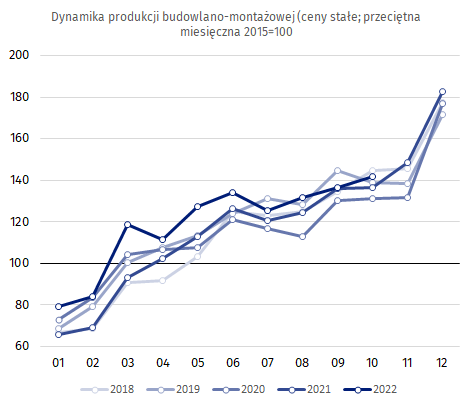 Dynamika produkcji budowlano-montażowej (ceny stałe; przeciętna
miesięczna 2015=100
200
180
160
140
120
100
80
60
01 02 03 04 05 06 07 08 09 10 11 12
2018 2019 2020 2021 2022